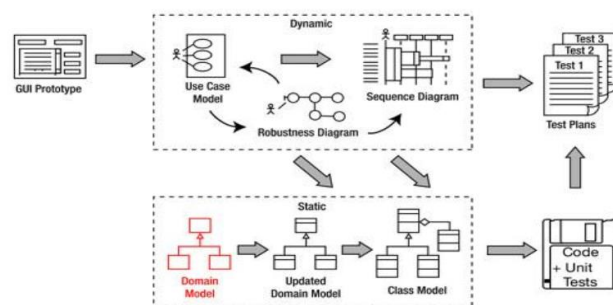 Dynamic
GUI Prototype
Use Case
Model
Robustness Diagram
Sequence Diagram
Test 3
Test 2
Test 1
Test Plans
Static
Domain
Model
Updated
Domain Model
Class Model
Code
+ Unit
Tests